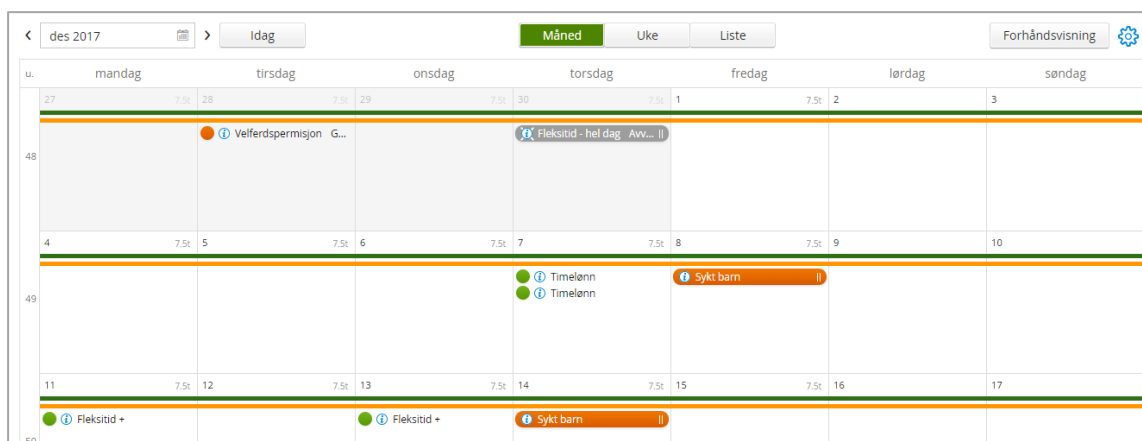 des 2017
Idag
Måned
Uke
Liste
Forhåndsvisning
u. mandag tirsdag onsdag torsdag fredag lørdag søndag
27 7.5t 28 7.5t 29 7.5t 30 7.5t 1 7.5t 2 3
Velferdspermisjon G...
Fleksitid - hel dag Avv...
48
4 7.5t 5 7.5t 6 7.5t 7 7.5t 8 7.5t 9 10
Timelønn
Sykt barn
Timelønn
49
11 7.5t 12 7.5t 13 7.5t 14 7.5t 15 7.5t 16 17
Fleksitid +
Fleksitid +
Sykt barn
50